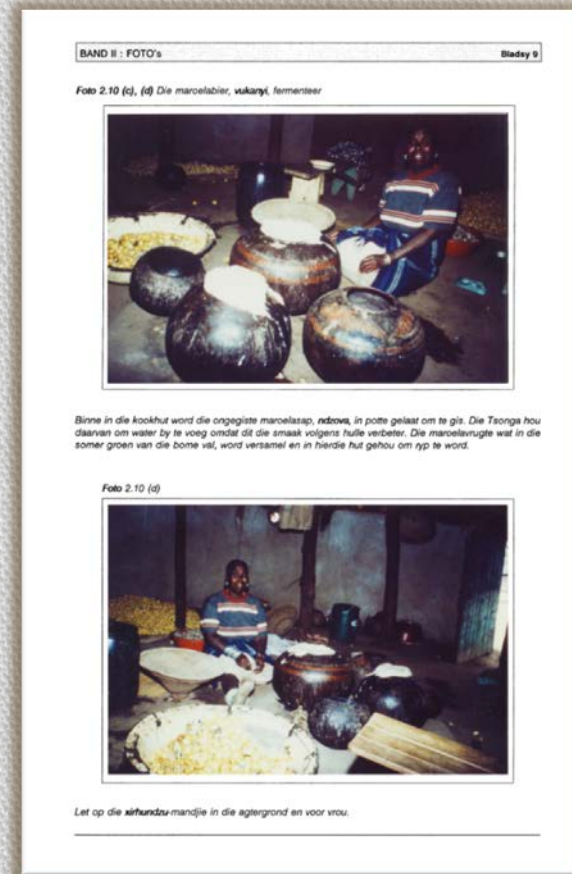 BAND II : FOTO's
Bladsy 9
Foto 2.10 (c), (d) Die maroelabier, vukanyi, fermenteer
Binne in die kookhut word die ongegiste maroelasap, ndzova, in potte gelaat om te gis. Die Tsonga hou
daarvan om water by te voeg omdat dit die smaak volgens hulle verbeter. Die maroelavrugte wat in die
somer groen van die bome val, word versamel en in hierdie hut gehou om ryp te word.
Foto 2.10 (d)
Let op die xirhundzu-mandjie in die agtergrond en voor vrou.